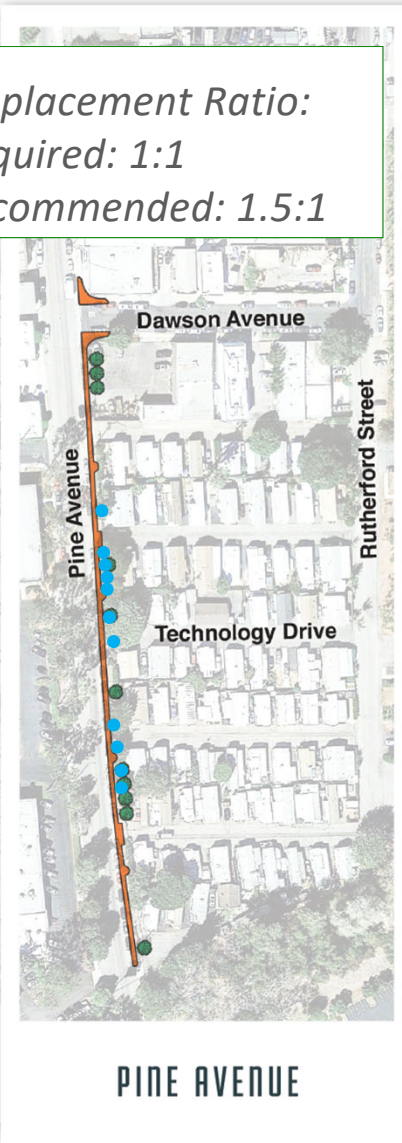 placement Ratio:
quired: 1:1
commended: 1.5:1
Dawson Avenue
Rutherford Street
Pine Avenue
Technology Drive
PINE AVENUE